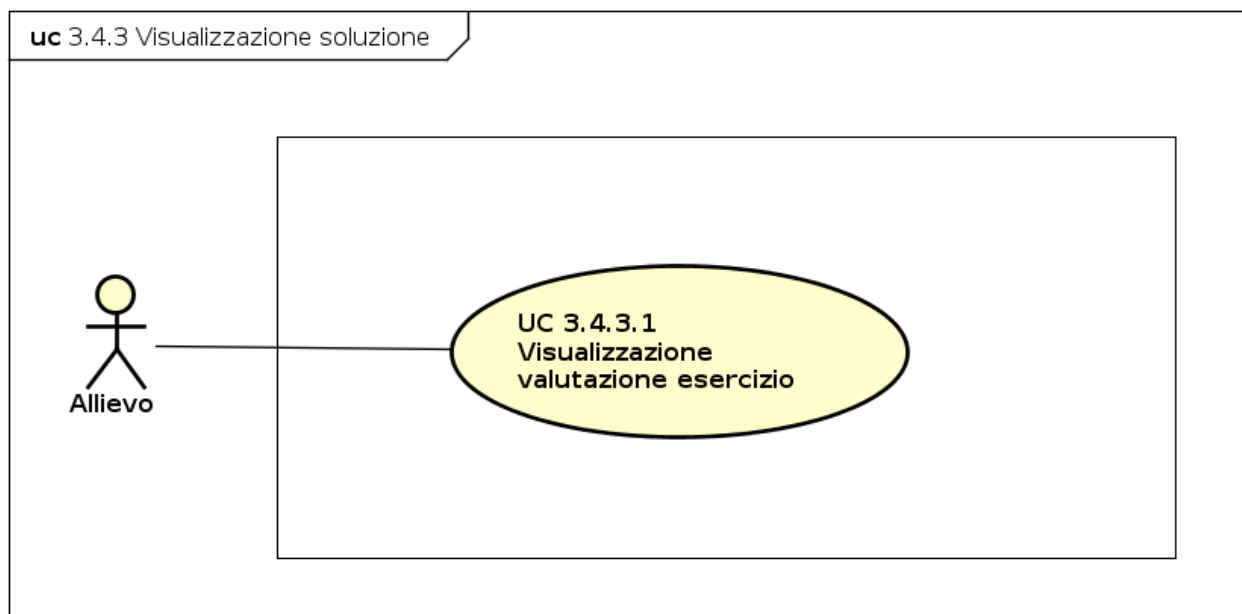 uc 3.4.3 Visualizzazione soluzione
UC 3.4.3.1
Visualizzazione
valutazione esercizio
Allievo